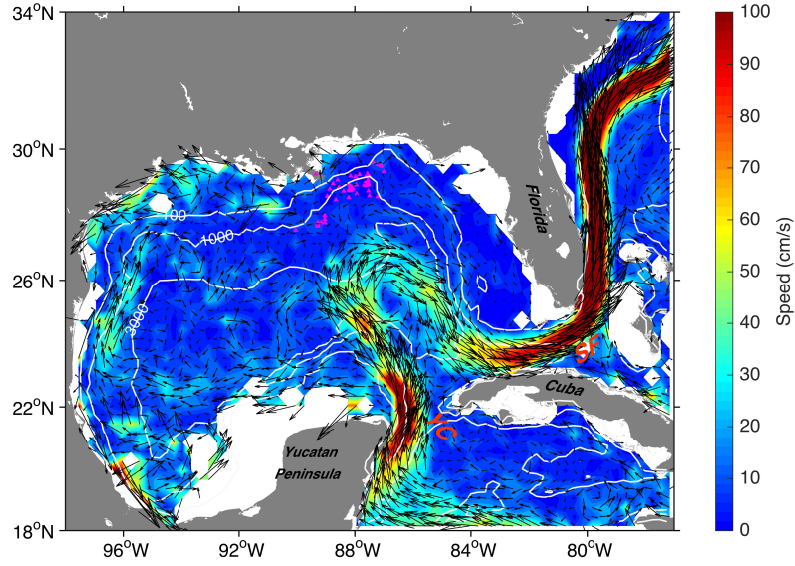 34°N
30°N
26°N
22°N
18°N
96°W
92°W
88°W
84°W
80°W
100
1000
3000
Florida
SF
Cuba
YC
Yucatan
Peninsula
100
90
80
70
60
50
40
30
20
10
0
Speed (cm/s)